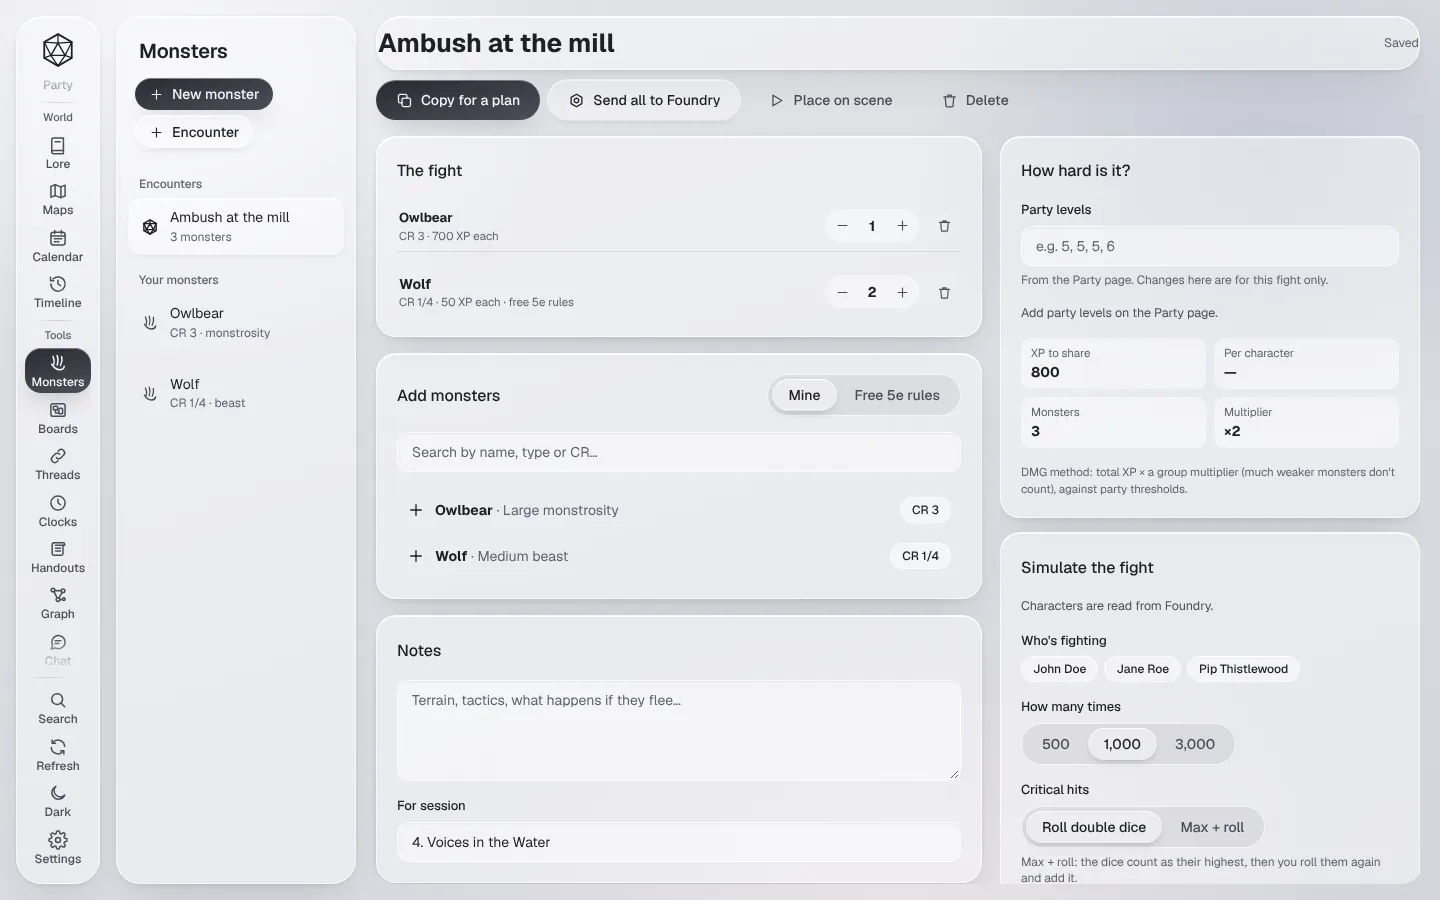 Party
World
Lore
Maps
Calendar
Timeline
Tools
Monsters
Boards
Threads
Clocks
Handouts
Graph
Chat
Search
Refresh
Dark
Settings
Monsters
New monster
Encounter
Encounters
Ambush at the mill
3 monsters
Your monsters
Owlbear
CR 3 · monstrosity
Wolf
CR 1/4 · beast
Ambush at the mill
Saved
Copy for a plan
Send all to Foundry
Place on scene
Delete
The fight
Owlbear
CR 3 · 700 XP each
1
Wolf
CR 1/4 · 50 XP each · free 5e rules
2
Add monsters
Mine
Free 5e rules
Search by name, type or CR...
Owlbear · Large monstrosity
CR 3
Wolf · Medium beast
CR 1/4
Notes
Terrain, tactics, what happens if they flee...
For session
4. Voices in the Water
How hard is it?
Party levels
e.g. 5, 5, 5, 6
From the Party page. Changes here are for this fight only.
Add party levels on the Party page.
XP to share
800
Per character
—
Monsters
3
Multiplier
×2
DMG method: total XP × a group multiplier (much weaker monsters don't
count), against party thresholds.
Simulate the fight
Characters are read from Foundry.
Who's fighting
John Doe
Jane Roe
Pip Thistlewood
How many times
500
1,000
3,000
Critical hits
Roll double dice
Max + roll
Max + roll: the dice count as their highest, then you roll them again
and add it.